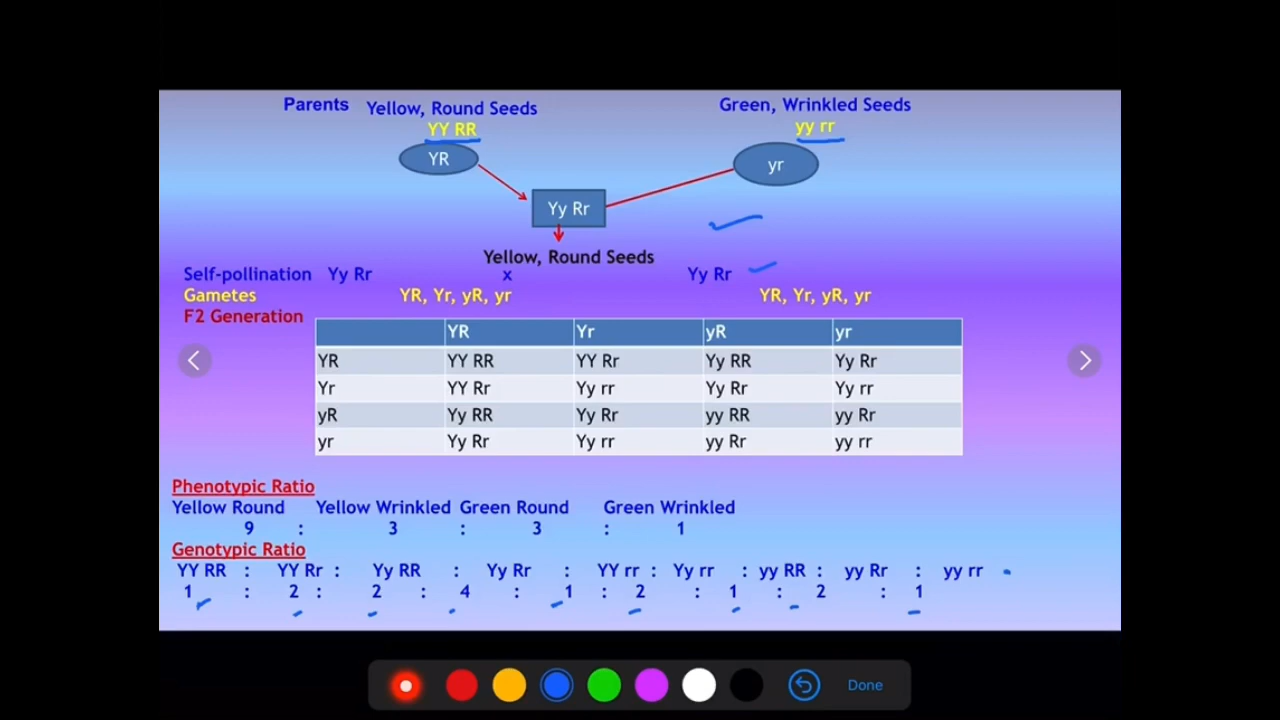 Parents Yellow, Round Seeds Green, Wrinkled Seeds
YY RR yy rr
YR yr
Yy Rr
Yellow, Round Seeds
Self-pollination Yy Rr x Yy Rr
Gametes YR, Yr, yR, yr YR, Yr, yR, yr
F2 Generation
YR Yr yR yr
YR YY RR YY Rr Yy RR Yy Rr
Yr YY Rr Yy rr Yy Rr Yy rr
yR Yy RR Yy Rr yy RR yy Rr
yr Yy Rr Yy rr yy Rr yy rr
Phenotypic Ratio
Yellow Round Yellow Wrinkled Green Round Green Wrinkled
9 : 3 : 3 : 1
Genotypic Ratio
YY RR : YY Rr : Yy RR : Yy Rr : YY rr : Yy rr : yy RR : yy Rr : yy rr
1 : 2 : 2 : 4 : 1 : 2 : 1 : 2 : 1
Done